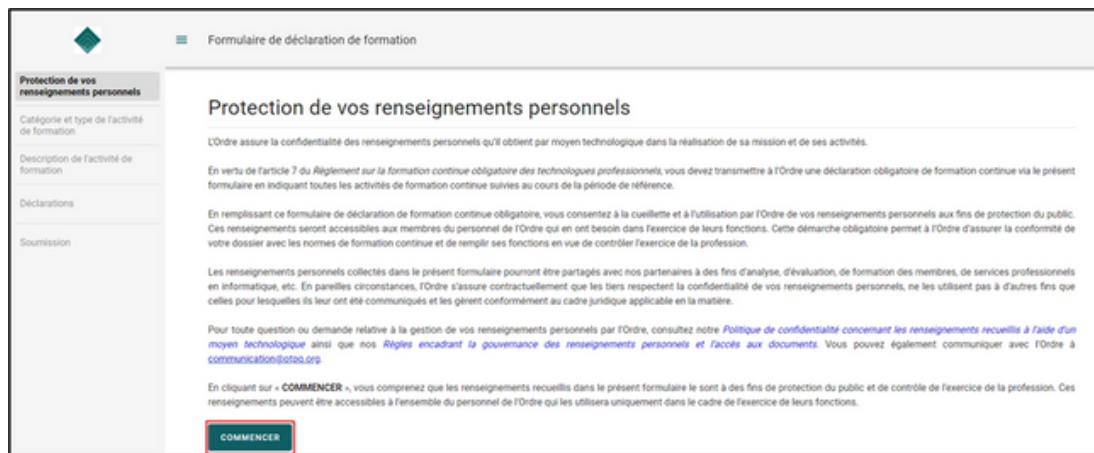 Formulaire de déclaration de formation
Protection de vos
renseignements personnels
Catégorie et type de l'activité
de formation
Description de l'activité de
formation
Déclarations
Soumission
Protection de vos renseignements personnels
L'Ordre assure la confidentialité des renseignements personnels qu'il obtient par moyen technologique dans la réalisation de sa mission et de ses activités.
En vertu de l'article 7 du Règlement sur la formation continue obligatoire des technologues professionnels, vous devez transmettre à l'Ordre une déclaration obligatoire de formation continue via le présent
formulaire en indiquant toutes les activités de formation continue suivies au cours de la période de référence.
En remplissant ce formulaire de déclaration de formation continue obligatoire, vous consentez à la cueillette et à l'utilisation par l'Ordre de vos renseignements personnels aux fins de protection du public.
Ces renseignements seront accessibles aux membres du personnel de l'Ordre qui en ont besoin dans l'exercice de leurs fonctions. Cette démarche obligatoire permet à l'Ordre d'assurer la conformité de
votre dossier avec les normes de formation continue et de remplir ses fonctions en vue de contrôler l'exercice de la profession.
Les renseignements personnels collectés dans le présent formulaire pourront être partagés avec nos partenaires à des fins d'analyse, d'évaluation, de formation des membres, de services professionnels
en informatique, etc. En pareilles circonstances, l'Ordre s'assure contractuellement que les tiers respectent la confidentialité de vos renseignements personnels, ne les utilisent pas à d'autres fins que
celles pour lesquelles ils leur ont été communiqués et les gèrent conformément au cadre juridique applicable en la matière.
Pour toute question ou demande relative à la gestion de vos renseignements personnels par l'Ordre, consultez notre Politique de confidentialité concernant les renseignements recueillis à l'aide d'un
moyen technologique ainsi que nos Règles encadrant la gouvernance des renseignements personnels et l'accès aux documents. Vous pouvez également communiquer avec l'Ordre à
communication@otpq.org.
En cliquant sur « COMMENCER », vous comprenez que les renseignements recueillis dans le présent formulaire le sont à des fins de protection du public et de contrôle de l'exercice de la profession. Ces
renseignements peuvent être accessibles à l'ensemble du personnel de l'Ordre qui les utilisera uniquement dans le cadre de l'exercice de leurs fonctions.
COMMENCER